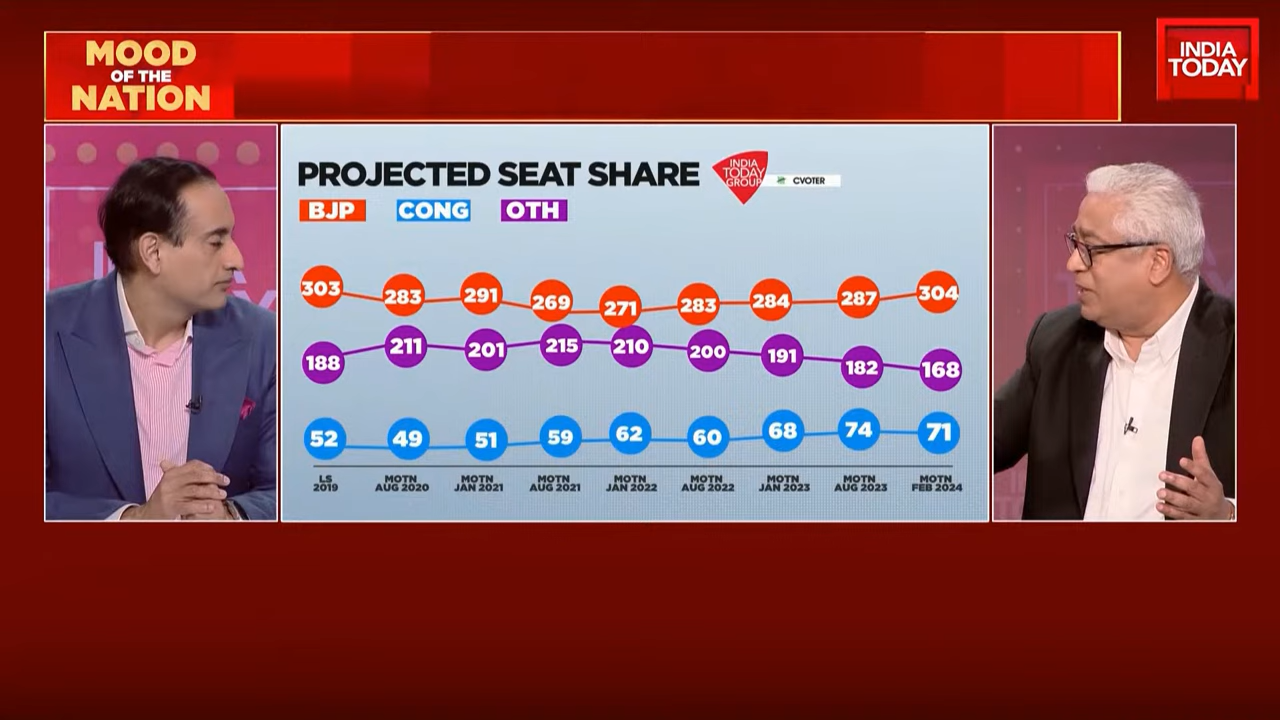 MOOD
OF THE
NATION
INDIA
TODAY
PROJECTED SEAT SHARE
INDIA
TODAY
GROUP
CVOTER
BJP CONG OTH
303 283 291 269 271 283 284 287 304
188 211 201 215 210 200 191 182 168
52 49 51 59 62 60 68 74 71
LS MOTN MOTN MOTN MOTN MOTN MOTN MOTN MOTN
2019 AUG 2020 JAN 2021 AUG 2021 JAN 2022 AUG 2022 JAN 2023 AUG 2023 FEB 2024